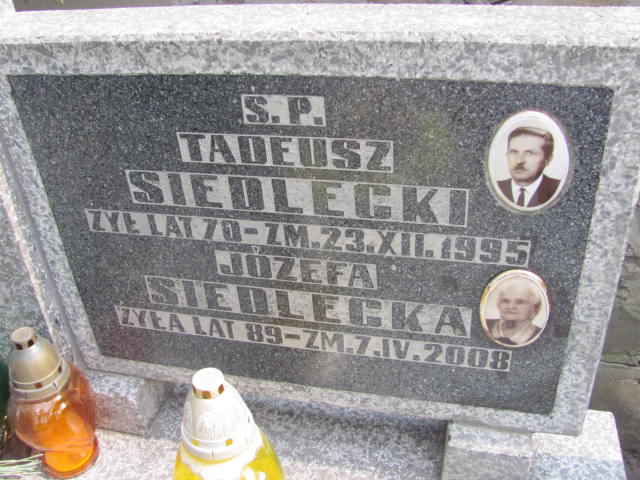 S. P.
TADEUSZ
SIEDLECKI
ŻYŁ LAT 70-ZM.23.XII.1995
JÓZEFA
SIEDLECKA
ŻYŁA LAT 89-ZM.7.IV.2008